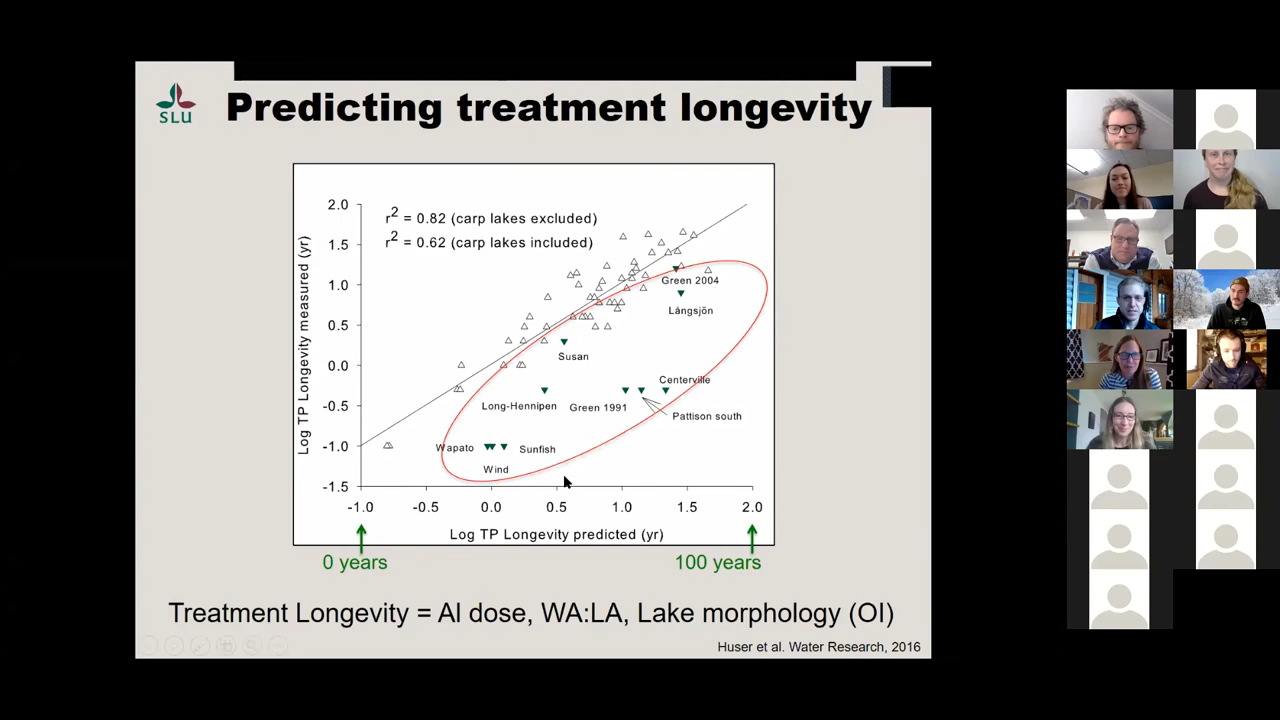 SLU
Predicting treatment longevity
r2 = 0.82 (carp lakes excluded)
r2 = 0.62 (carp lakes included)
Log TP Longevity measured (yr)
2.0
1.5
1.0
0.5
0.0
-0.5
-1.0
-1.5
Green 2004
Långsjön
Susan
Centerville
Long-Hennipen
Green 1991
Pattison south
Wapato
Sunfish
Wind
-1.0 -0.5 0.0 0.5 1.0 1.5 2.0
Log TP Longevity predicted (yr)
0 years
100 years
Treatment Longevity = Al dose, WA:LA, Lake morphology (OI)
Huser et al. Water Research, 2016